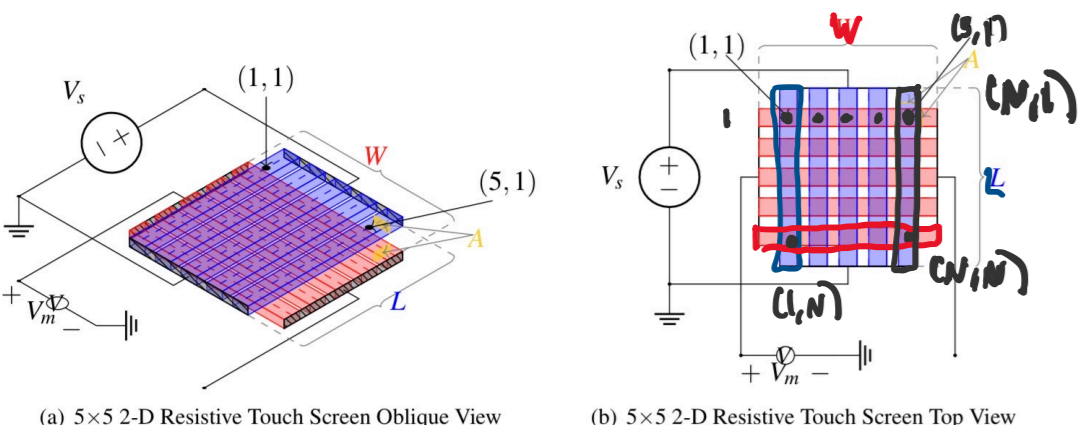 (1,1)
V_s
W
(5,1)
A
L
+ V_m −
(a) 5×5 2-D Resistive Touch Screen Oblique View
W
(5,1)
(1,1)
A
(N,1)
1
V_s
+
−
L
(1,N)
(N,N)
+ V_m −
V
(b) 5×5 2-D Resistive Touch Screen Top View